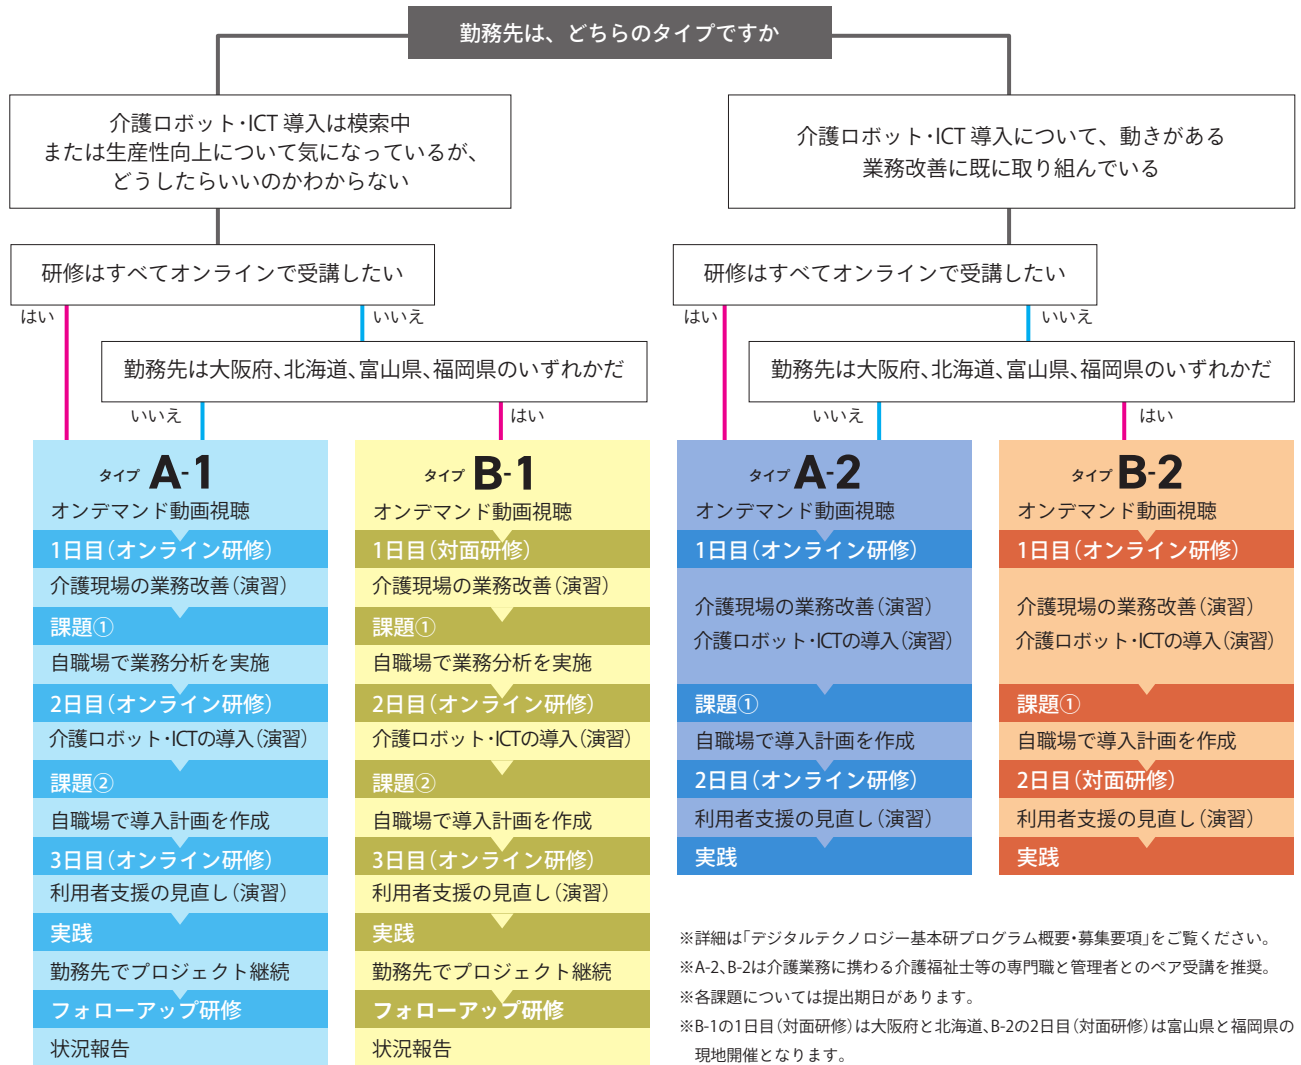 勤務先は、どちらのタイプですか
介護ロボット・ICT 導入は模索中
または生産性向上について気になっているが、
どうしたらいいのかわからない
介護ロボット・ICT 導入について、動きがある
業務改善に既に取り組んでいる
研修はすべてオンラインで受講したい
はい
いいえ
勤務先は大阪府、北海道、富山県、福岡県のいずれかだ
いいえ
はい
研修はすべてオンラインで受講したい
はい
いいえ
勤務先は大阪府、北海道、富山県、福岡県のいずれかだ
いいえ
はい
タイプ A-1
オンデマンド動画視聴
1日目(オンライン研修)
介護現場の業務改善(演習)
課題①
自職場で業務分析を実施
2日目(オンライン研修)
介護ロボット・ICTの導入(演習)
課題②
自職場で導入計画を作成
3日目(オンライン研修)
利用者支援の見直し(演習)
実践
勤務先でプロジェクト継続
フォローアップ研修
状況報告
タイプ B-1
オンデマンド動画視聴
1日目(対面研修)
介護現場の業務改善(演習)
課題①
自職場で業務分析を実施
2日目(オンライン研修)
介護ロボット・ICTの導入(演習)
課題②
自職場で導入計画を作成
3日目(オンライン研修)
利用者支援の見直し(演習)
実践
勤務先でプロジェクト継続
フォローアップ研修
状況報告
タイプ A-2
オンデマンド動画視聴
1日目(オンライン研修)
介護現場の業務改善(演習)
介護ロボット・ICTの導入(演習)
課題①
自職場で導入計画を作成
2日目(オンライン研修)
利用者支援の見直し(演習)
実践
タイプ B-2
オンデマンド動画視聴
1日目(オンライン研修)
介護現場の業務改善(演習)
介護ロボット・ICTの導入(演習)
課題①
自職場で導入計画を作成
2日目(対面研修)
利用者支援の見直し(演習)
実践
※詳細は「デジタルテクノロジー基本研プログラム概要・募集要項」をご覧ください。
※A-2、B-2は介護業務に携わる介護福祉士等の専門職と管理者とのペア受講を推奨。
※各課題については提出期日があります。
※B-1の1日目(対面研修)は大阪府と北海道、B-2の2日目(対面研修)は富山県と福岡県の
現地開催となります。